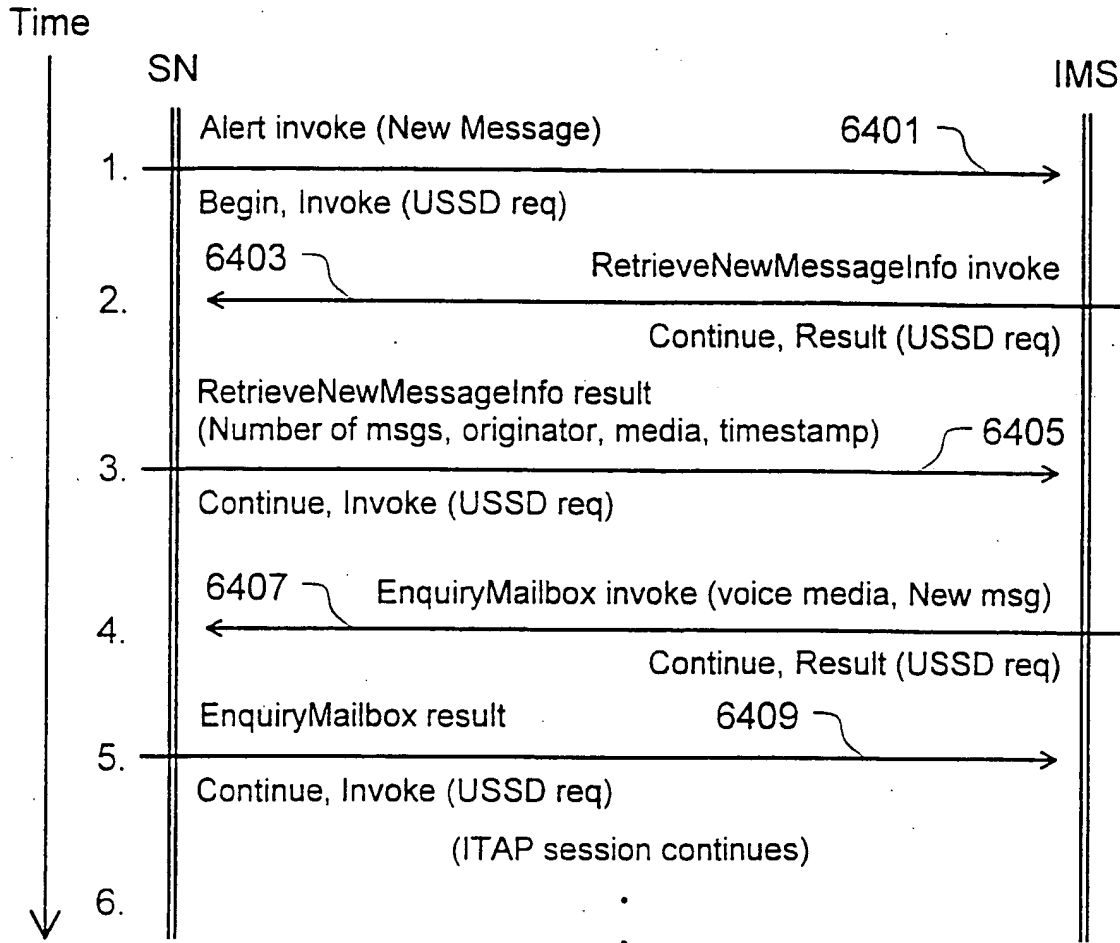 Time
SN
IMS
Alert invoke (New Message)
6401
1.
Begin, Invoke (USSD req)
6403
RetrieveNewMessageInfo invoke
2.
Continue, Result (USSD req)
RetrieveNewMessageInfo result
(Number of msgs, originator, media, timestamp)
6405
3.
Continue, Invoke (USSD req)
6407
EnquiryMailbox invoke (voice media, New msg)
4.
Continue, Result (USSD req)
EnquiryMailbox result
6409
5.
Continue, Invoke (USSD req)
(ITAP session continues)
6.